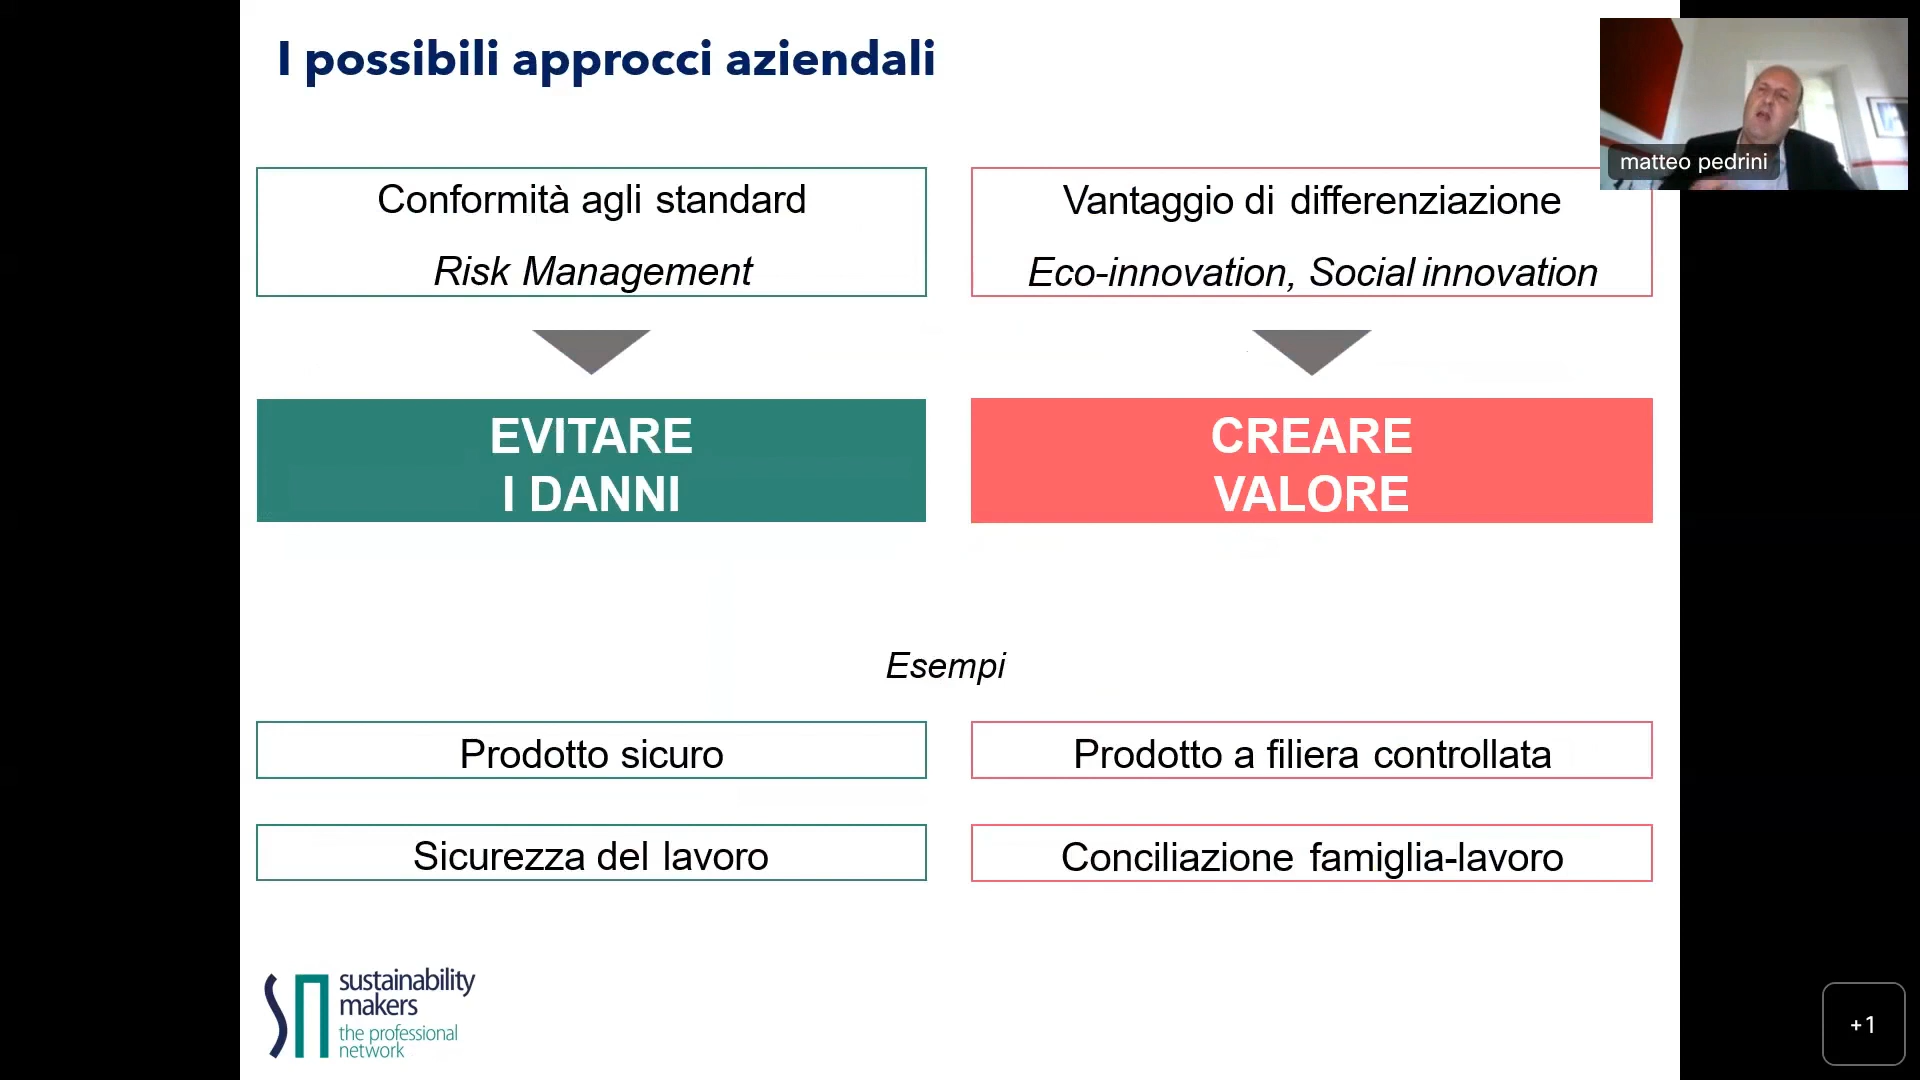 I possibili approcci aziendali
matteo pedrini
Conformità agli standard
Risk Management
Vantaggio di differenziazione
Eco-innovation, Social innovation
EVITARE
I DANNI
CREARE
VALORE
Esempi
Prodotto sicuro
Prodotto a filiera controllata
Sicurezza del lavoro
Conciliazione famiglia-lavoro
sustainability
makers
the professional
network
+1